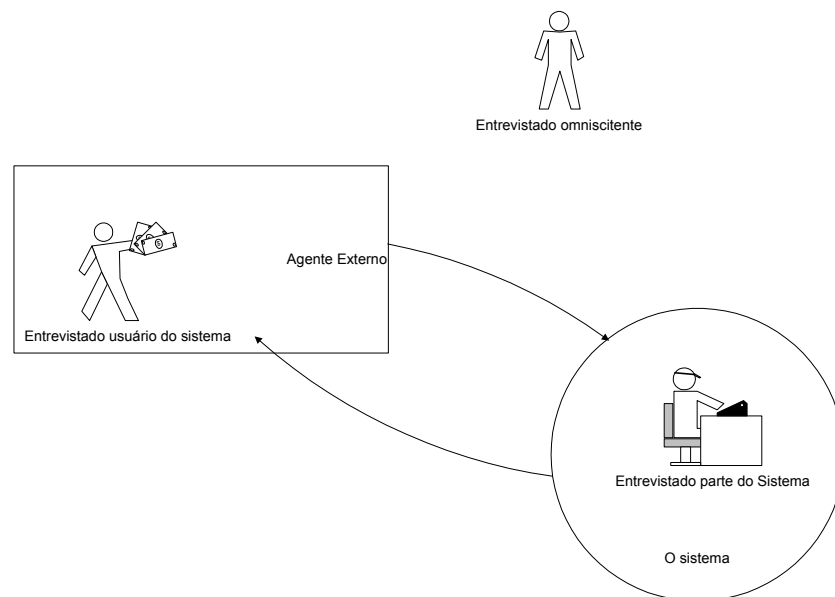 Entrevistado omniscitente
Agente Externo
Entrevistado usuário do sistema
Entrevistado parte do Sistema
O sistema